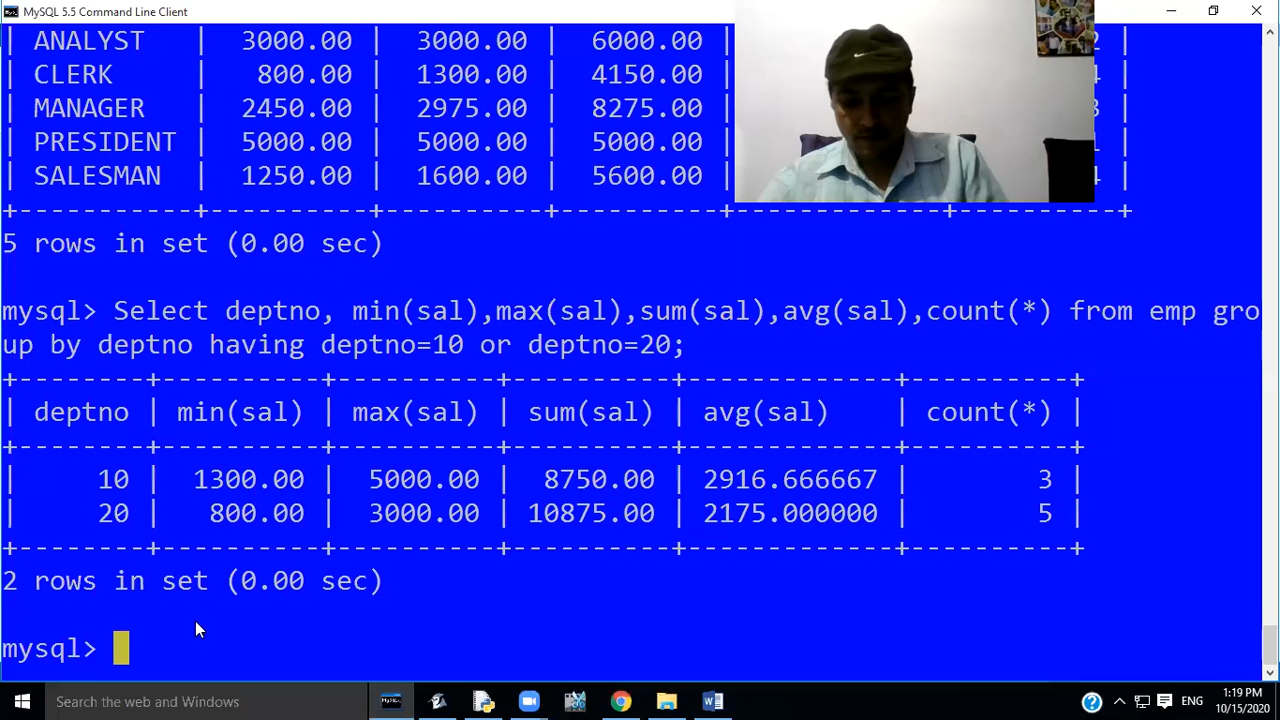 MySQL 5.5 Command Line Client
| ANALYST | 3000.00 | 3000.00 | 6000.00 |
| CLERK | 800.00 | 1300.00 | 4150.00 |
| MANAGER | 2450.00 | 2975.00 | 8275.00 |
| PRESIDENT | 5000.00 | 5000.00 | 5000.00 |
| SALESMAN | 1250.00 | 1600.00 | 5600.00 | 4 |
+-----------+----------+----------+----------+-------------+----------+
5 rows in set (0.00 sec)
mysql> Select deptno, min(sal),max(sal),sum(sal),avg(sal),count(*) from emp gro
up by deptno having deptno=10 or deptno=20;
+--------+----------+----------+----------+-------------+----------+
| deptno | min(sal) | max(sal) | sum(sal) | avg(sal) | count(*) |
+--------+----------+----------+----------+-------------+----------+
| 10 | 1300.00 | 5000.00 | 8750.00 | 2916.666667 | 3 |
| 20 | 800.00 | 3000.00 | 10875.00 | 2175.000000 | 5 |
+--------+----------+----------+----------+-------------+----------+
2 rows in set (0.00 sec)
mysql>
Search the web and Windows
ENG
1:19 PM
10/15/2020